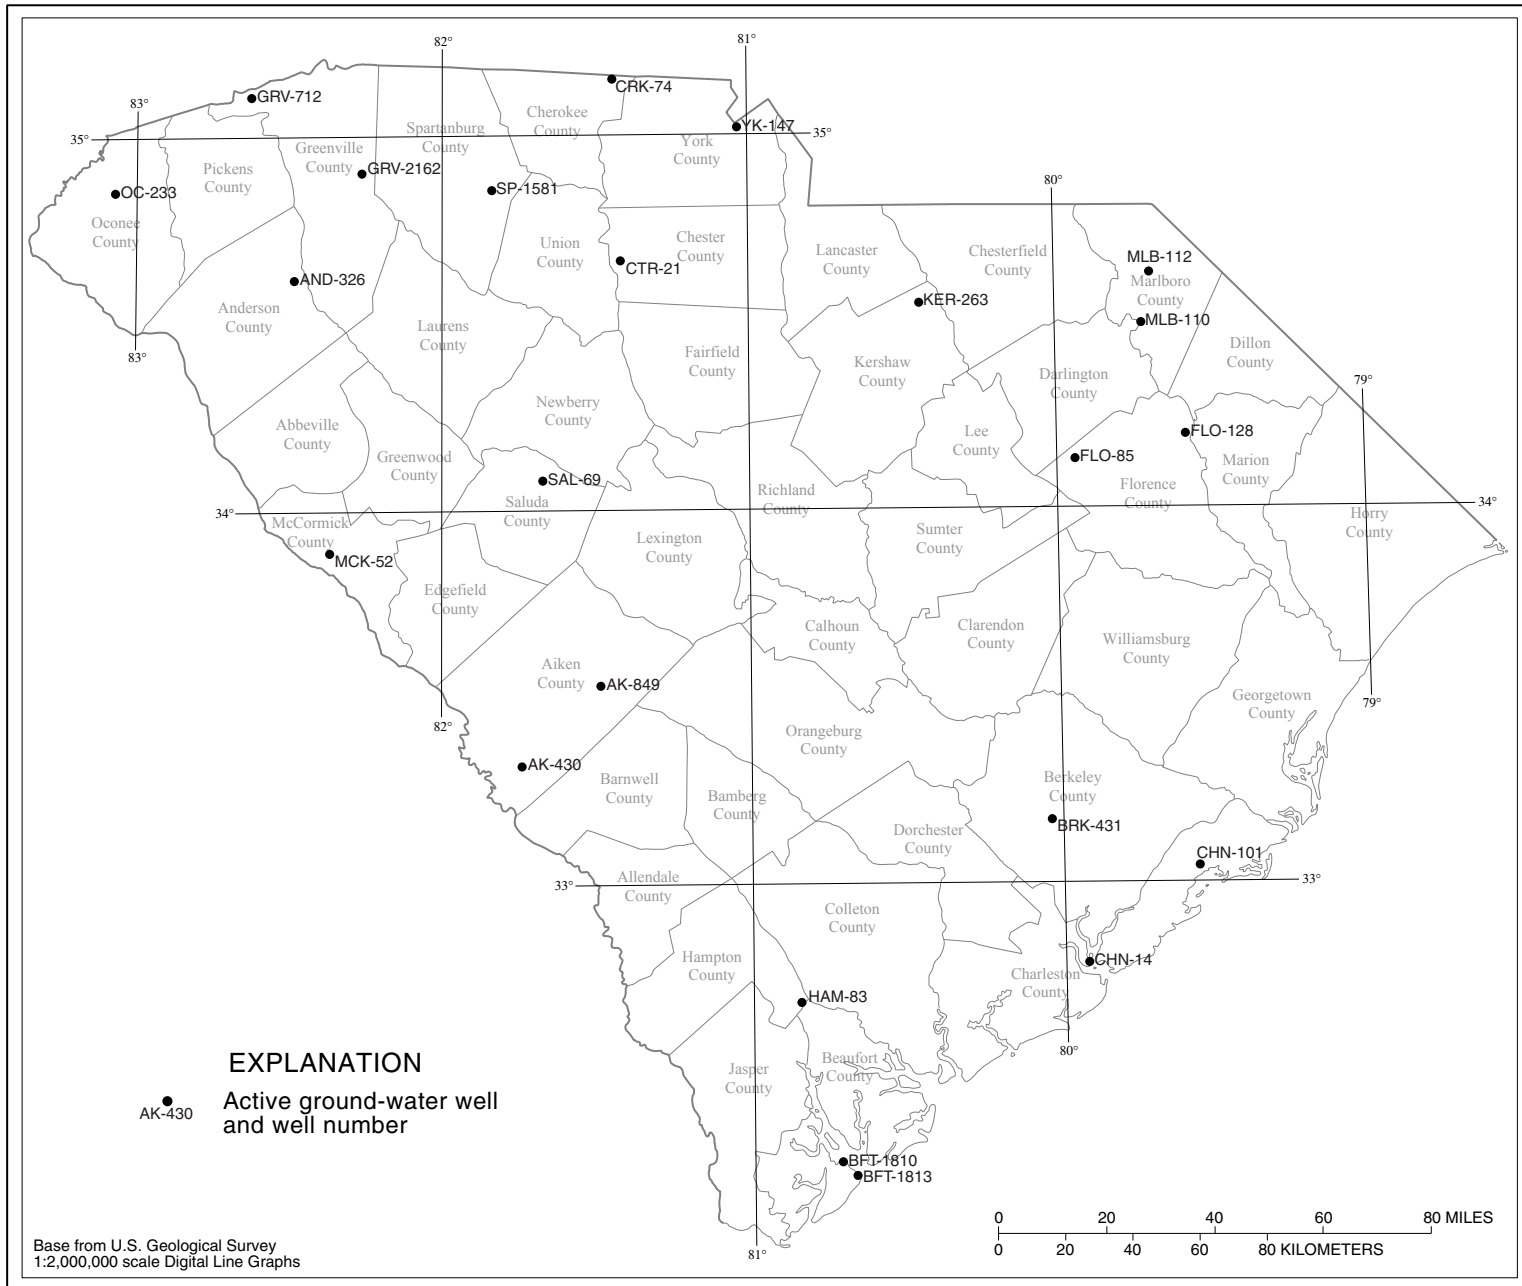 82°
81°
83°
GRV-712
CRK-74
Cherokee
County
YK-147
35°
35°
Spartanburg
County
Greenville
County
York
County
Pickens
County
GRV-2162
80°
SP-1581
OC-233
Oconee
County
Union
County
Chester
County
Lancaster
County
Chesterfield
County
MLB-112
CTR-21
Marlboro
County
AND-326
KER-263
Anderson
County
MLB-110
Laurens
County
Dillon
County
83°
Fairfield
County
Kershaw
County
Darlington
County
79°
Newberry
County
Abbeville
County
Lee
County
FLO-128
Greenwood
County
FLO-85
Marion
County
SAL-69
Richland
County
Florence
County
34°
34°
Saluda
County
McCormick
County
Horry
County
Lexington
County
Sumter
County
MCK-52
Edgefield
County
Calhoun
County
Clarendon
County
Williamsburg
County
Aiken
County
AK-849
Georgetown
County
79°
82°
Orangeburg
County
AK-430
Barnwell
County
Berkeley
County
Bamberg
County
BRK-431
Dorchester
County
CHN-101
33°
33°
Allendale
County
Colleton
County
Hampton
County
CHN-14
Charleston
County
HAM-83
80°
EXPLANATION
Beaufort
County
Jasper
County
AK-430
Active ground-water well
and well number
BFT-1810
BFT-1813
0 20 40 60 80 MILES
0 20 40 60 80 KILOMETERS
81°
Base from U.S. Geological Survey
1:2,000,000 scale Digital Line Graphs